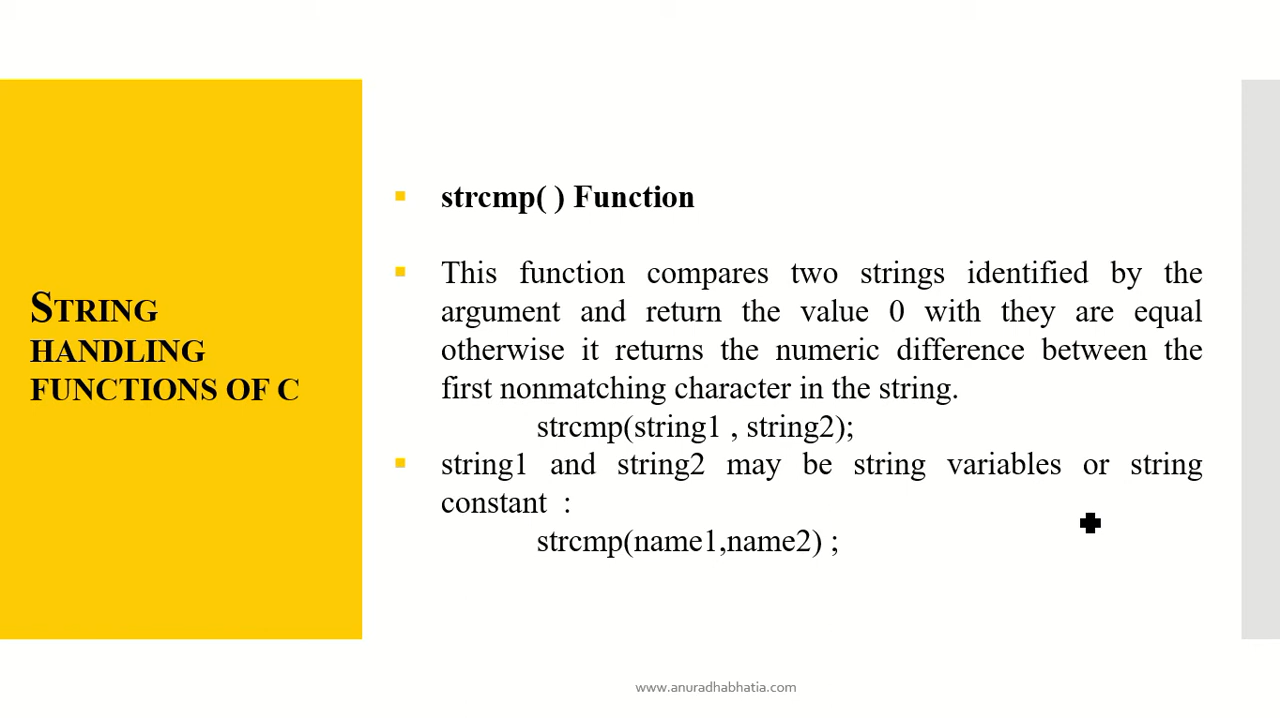 STRING
HANDLING
FUNCTIONS OF C
strcmp( ) Function
This function compares two strings identified by the
argument and return the value 0 with they are equal
otherwise it returns the numeric difference between the
first nonmatching character in the string.
strcmp(string1 , string2);
string1 and string2 may be string variables or string
constant :
strcmp(name1,name2) ;
www.anuradhabhatia.com